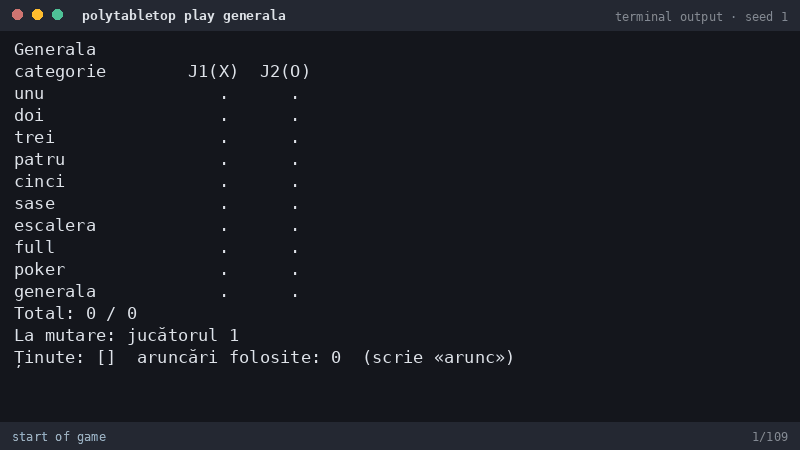 polytabletop play generala
terminal output · seed 1
Generala
categorie        J1(X)  J2(O)
unu                 .      .
doi                 .      .
trei                .      .
patru               .      .
cinci               .      .
sase                .      .
escalera            .      .
full                .      .
poker               .      .
generala            .      .
Total: 0 / 0
La mutare: jucătorul 1
Ținute: []  aruncări folosite: 0  (scrie «arunc»)
start of game
1/109